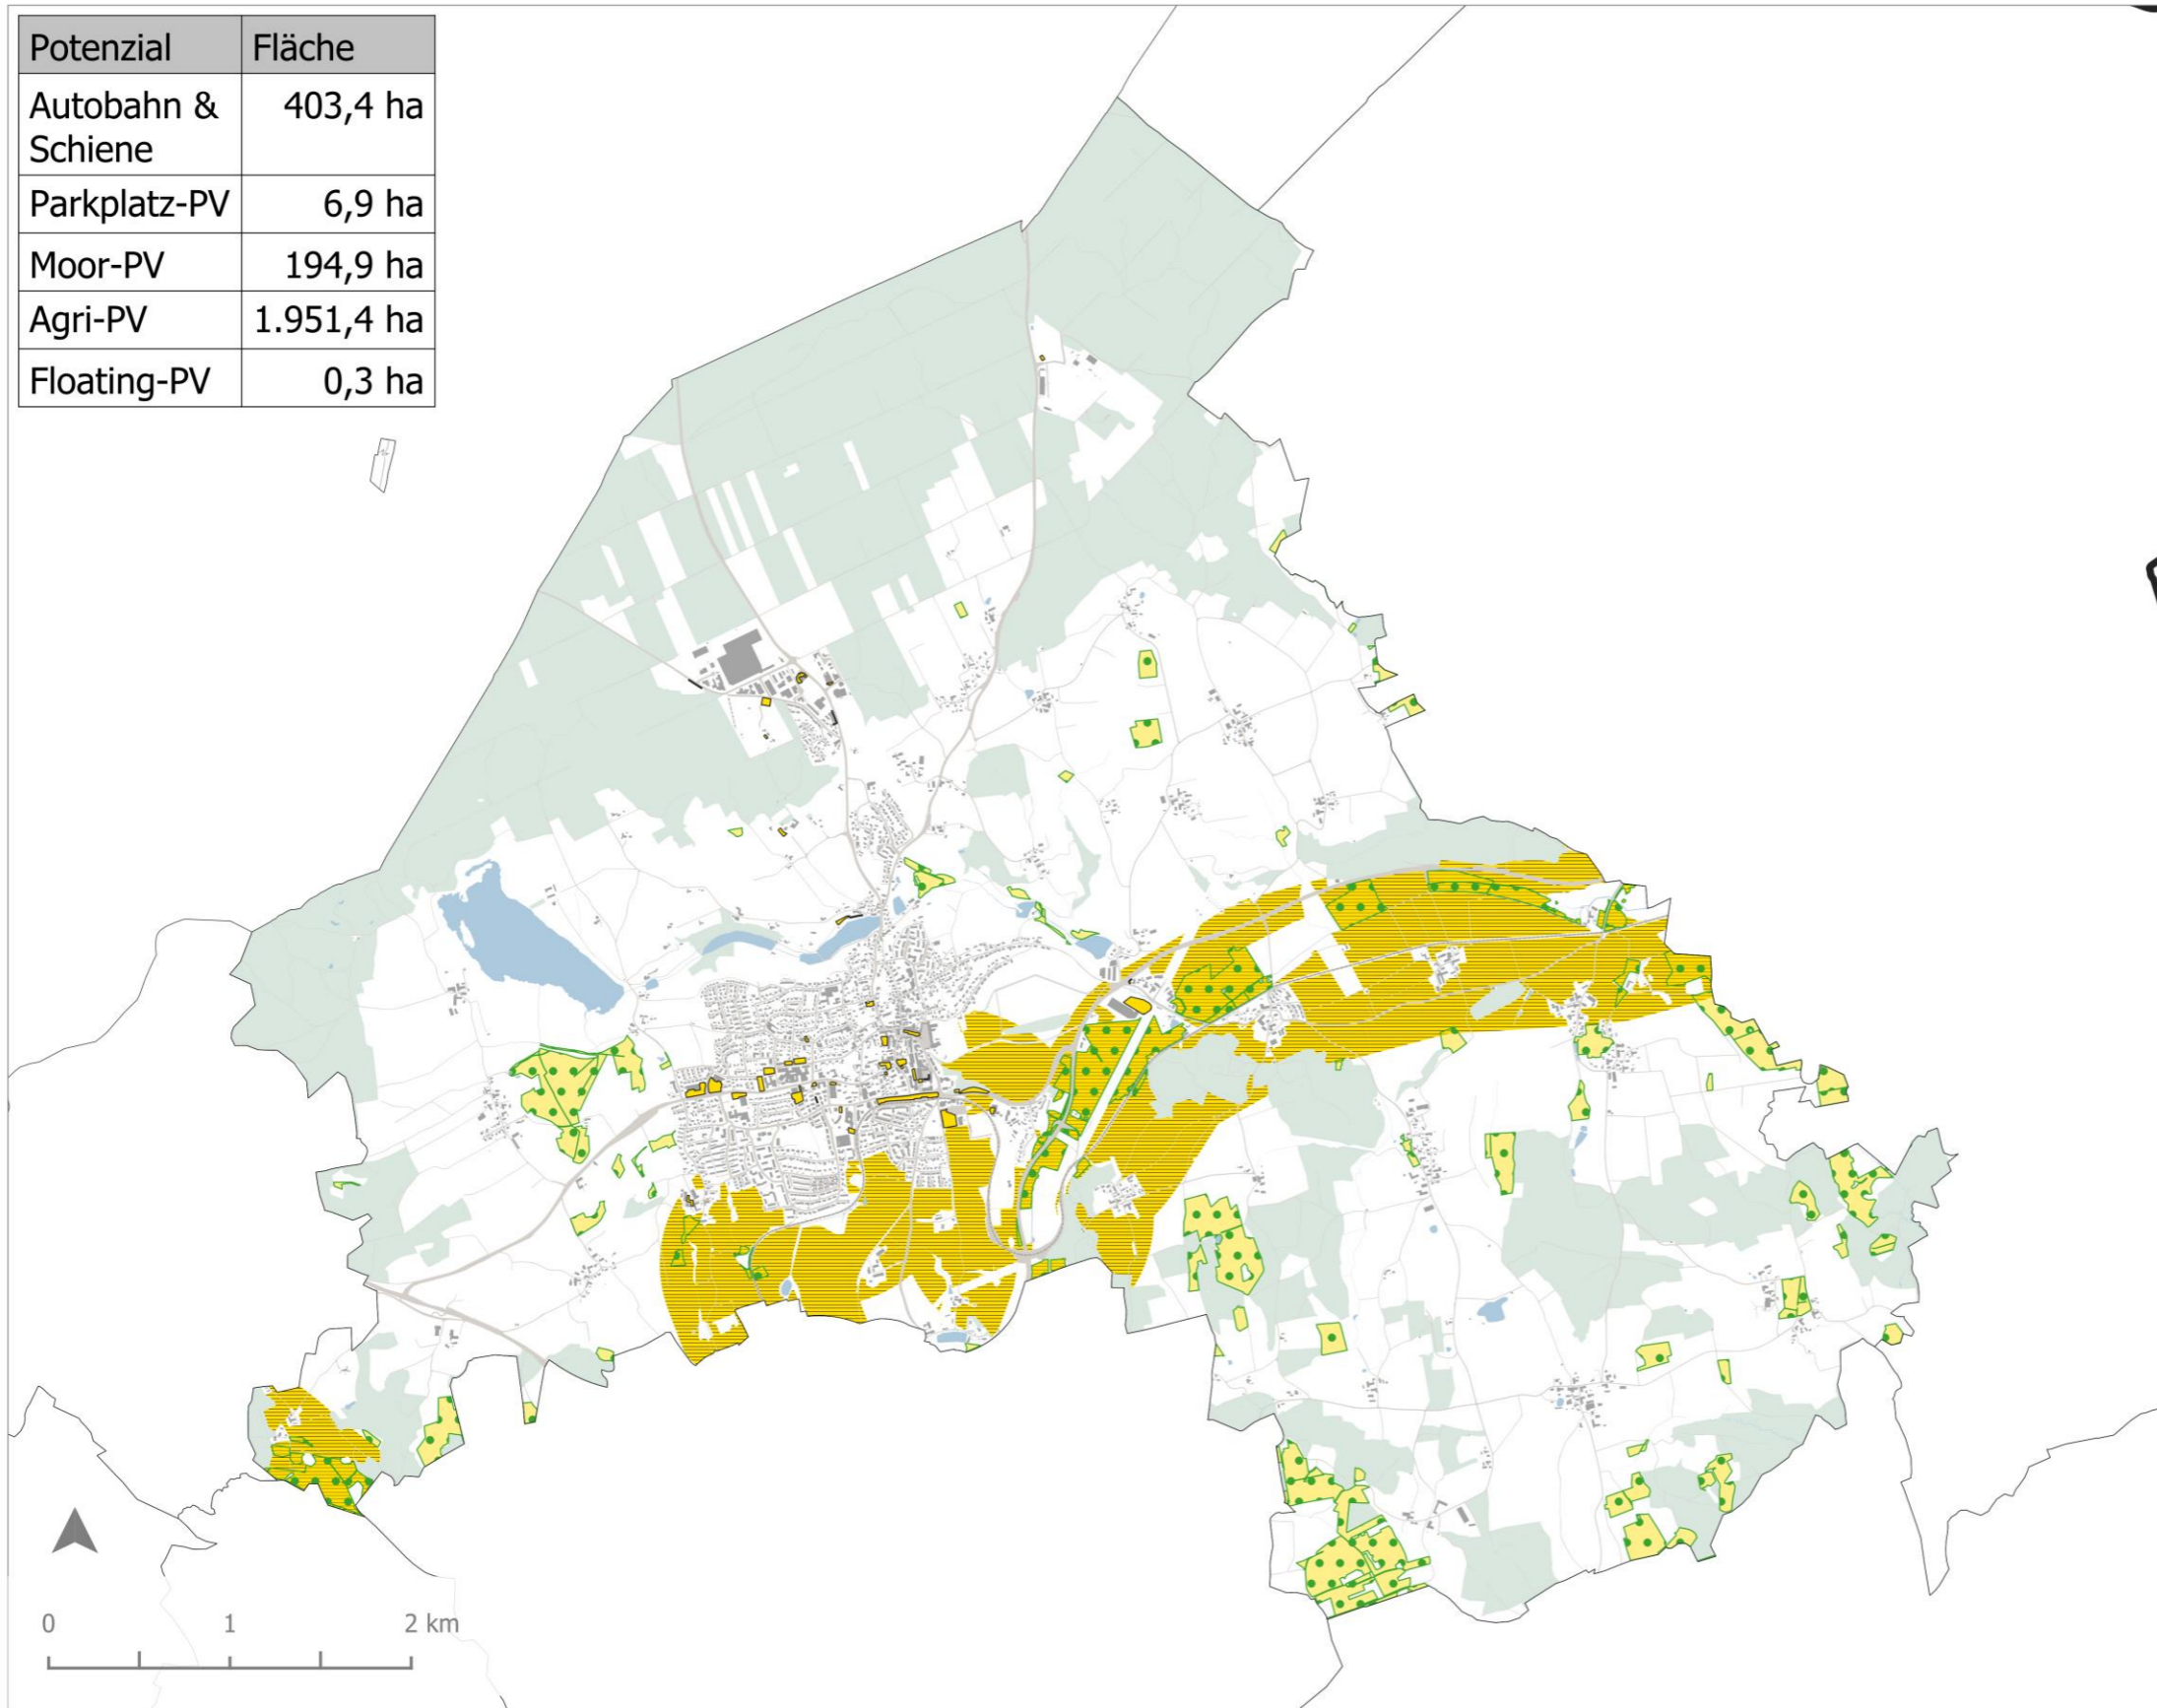 Potenzial Fläche
Autobahn & 403,4 ha
Schiene
Parkplatz-PV 6,9 ha
Moor-PV 194,9 ha
Agri-PV 1.951,4 ha
Floating-PV 0,3 ha
0 1 2 km